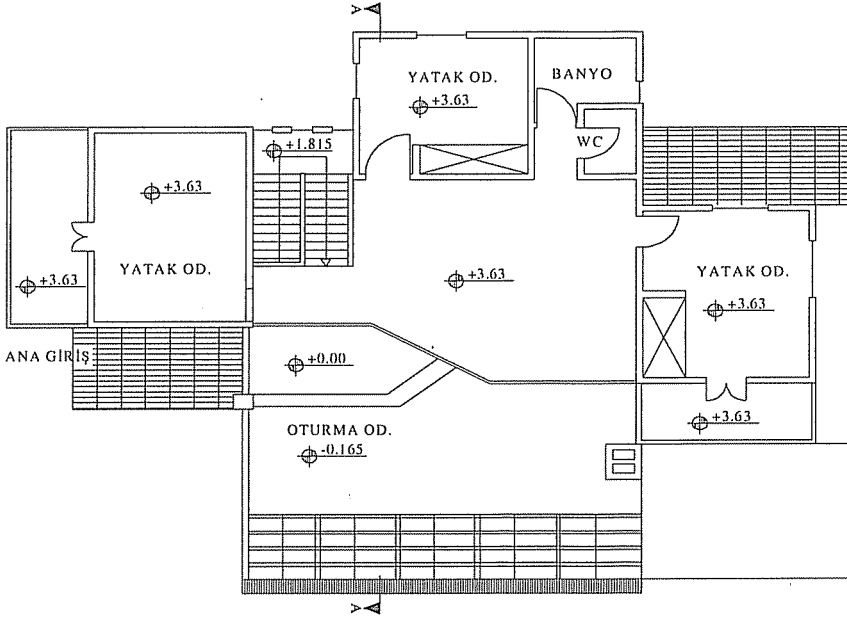 A
YATAK OD.
+3.63
BANYO
WC
+1.815
+3.63
YATAK OD.
+3.63
+3.63
YATAK OD.
+3.63
ANA GİRİŞ
+0.00
OTURMA OD.
-0.165
+3.63
A